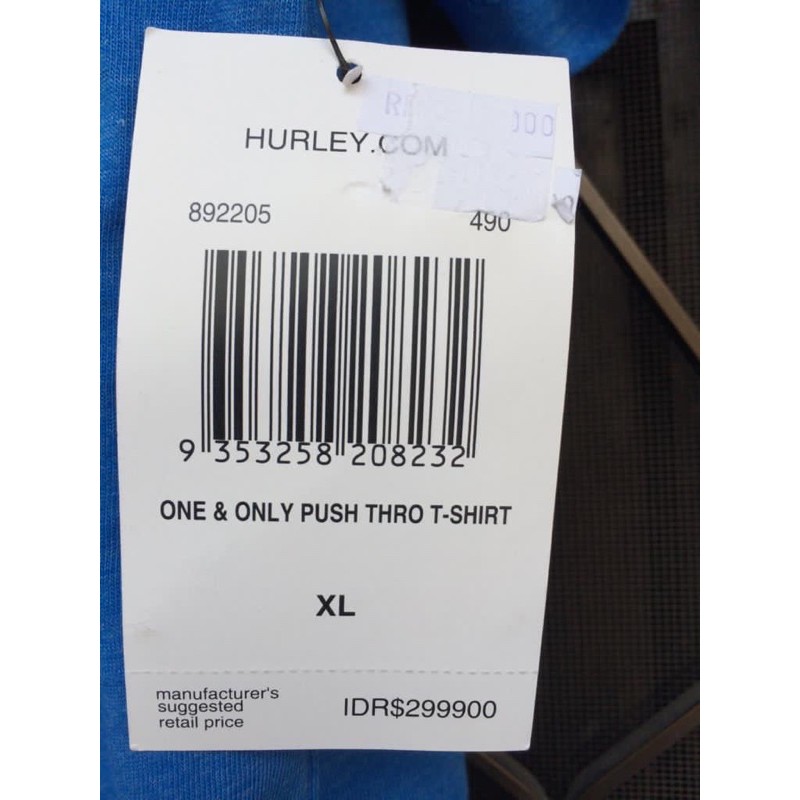 HURLEY.COM
892205 490
9 353258 208232
ONE & ONLY PUSH THRO T-SHIRT
XL
manufacturer's
suggested
retail price
IDR$299900